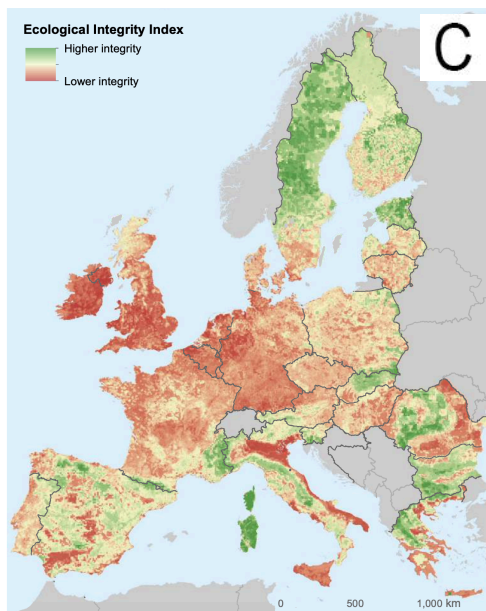 Ecological Integrity Index
C
Higher integrity
Lower integrity
0 500 1,000 km